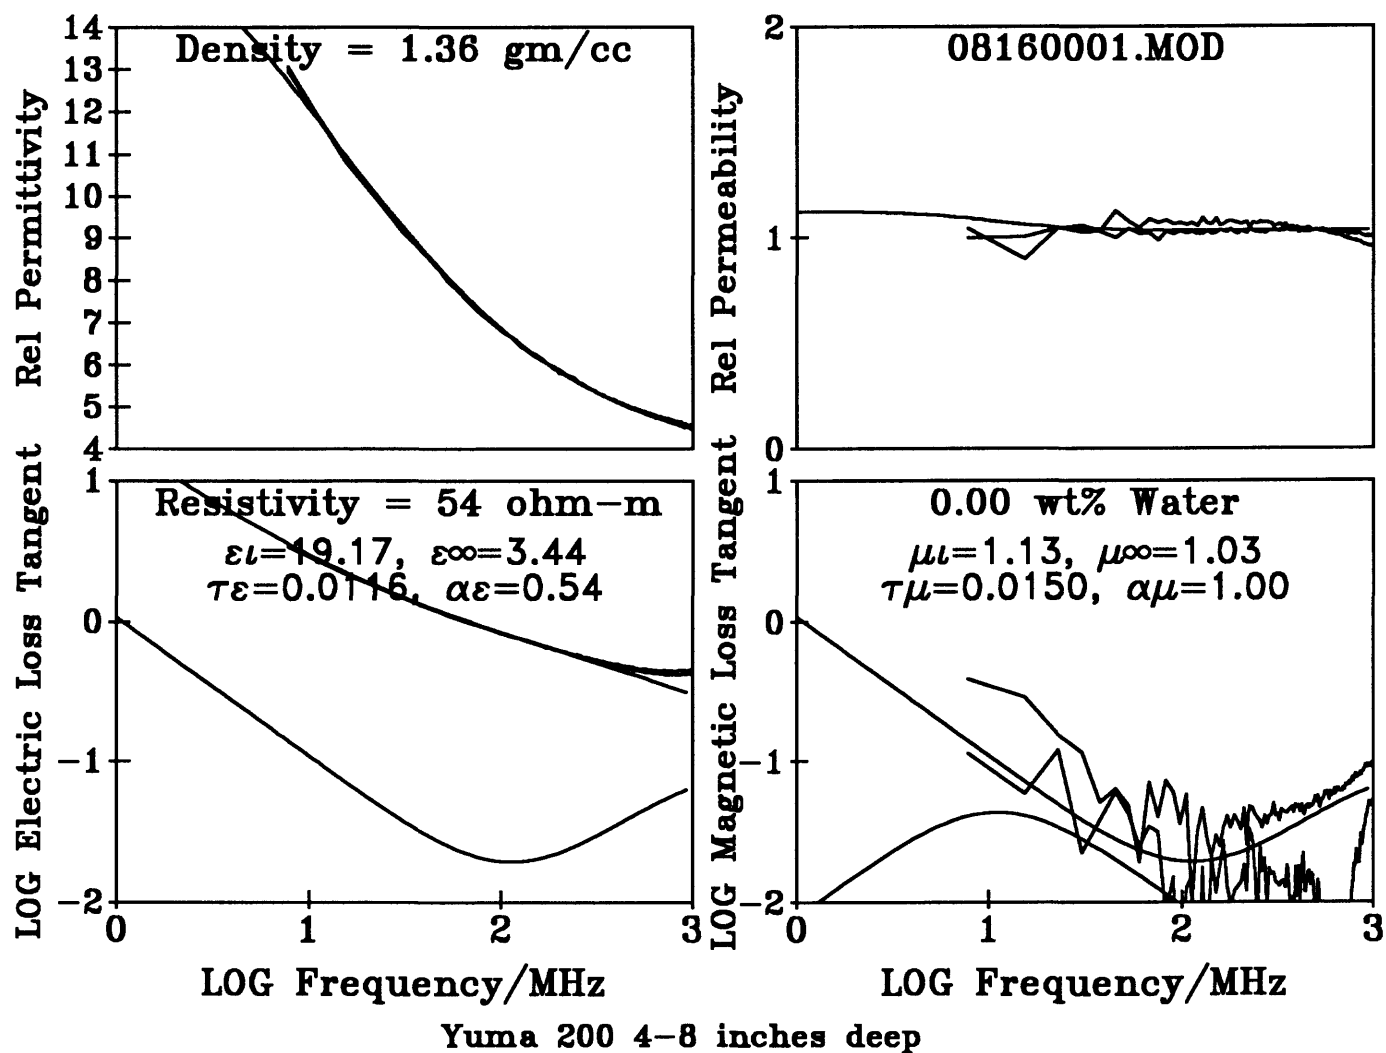 Density = 1.36 gm/cc
14
13
12
11
10
9
8
7
6
5
4
Rel Permittivity
08160001.MOD
2
1
0
Rel Permeability
Resistivity = 54 ohm-m
ει=19.17, ε∞=3.44
τε=0.0116, αε=0.54
1
0
-1
-2
LOG Electric Loss Tangent
0 1 2 3
LOG Frequency/MHz
0.00 wt% Water
μι=1.13, μ∞=1.03
τμ=0.0150, αμ=1.00
1
0
-1
-2
LOG Magnetic Loss Tangent
0 1 2 3
LOG Frequency/MHz
Yuma 200 4-8 inches deep